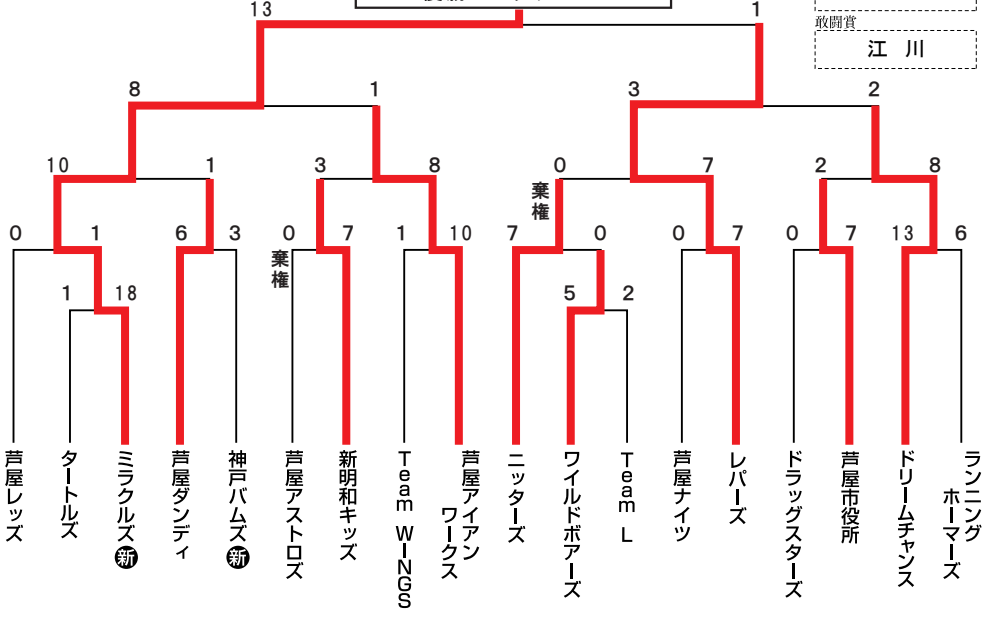 13
1
敢闘賞
江 川
8
1
3
2
10
1
3
8
0
7
2
8
棄権
0
1
6
3
0
7
1
10
7
0
0
7
0
7
13
6
棄権
1
18
5
2
芦屋レッズ
タートルズ
ミラクルズ 新
芦屋ダンディ
神戸バムズ 新
芦屋アストロズ
新明和キッズ
Team WINGS
芦屋アイアン
ワークス
ニッターズ
ワイルドボアーズ
Team L
芦屋ナイツ
レパーズ
ドラッグスターズ
芦屋市役所
ドリームチャンス
ランニング
ホーマーズ